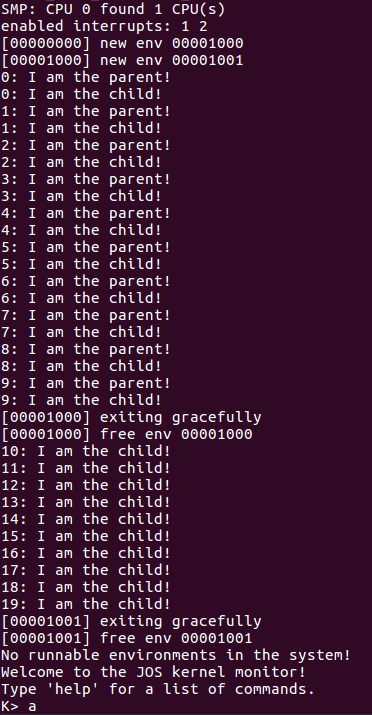 SMP: CPU 0 found 1 CPU(s)
enabled interrupts: 1 2
[00000000] new env 00001000
[00001000] new env 00001001
0: I am the parent!
0: I am the child!
1: I am the parent!
1: I am the child!
2: I am the parent!
2: I am the child!
3: I am the parent!
3: I am the child!
4: I am the parent!
4: I am the child!
5: I am the parent!
5: I am the child!
6: I am the parent!
6: I am the child!
7: I am the parent!
7: I am the child!
8: I am the parent!
8: I am the child!
9: I am the parent!
9: I am the child!
[00001000] exiting gracefully
[00001000] free env 00001000
10: I am the child!
11: I am the child!
12: I am the child!
13: I am the child!
14: I am the child!
15: I am the child!
16: I am the child!
17: I am the child!
18: I am the child!
19: I am the child!
[00001001] exiting gracefully
[00001001] free env 00001001
No runnable environments in the system!
Welcome to the JOS kernel monitor!
Type 'help' for a list of commands.
K> a